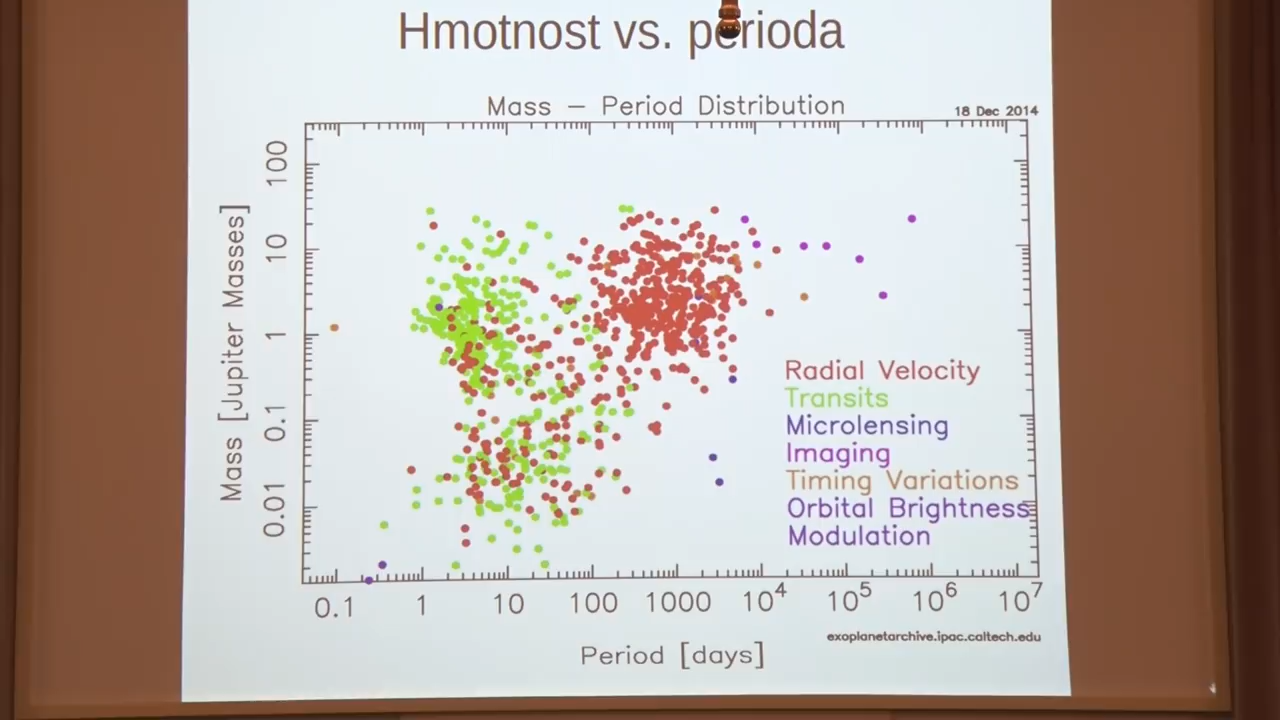 Hmotnost vs. perioda
Mass – Period Distribution
18 Dec 2014
Mass [Jupiter Masses]
100
10
1
0.1
0.01
Radial Velocity
Transits
Microlensing
Imaging
Timing Variations
Orbital Brightness
Modulation
0.1 1 10 100 1000 10⁴ 10⁵ 10⁶ 10⁷
exoplanetarchive.ipac.caltech.edu
Period [days]